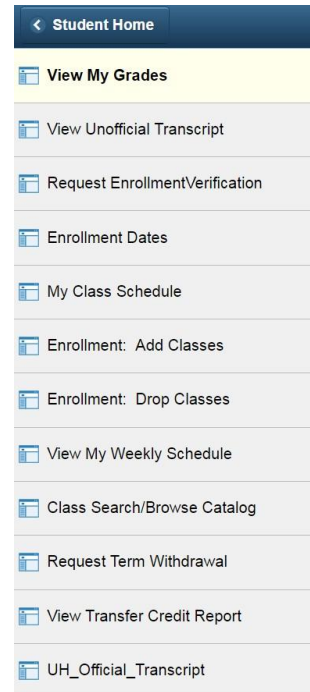 Student Home
View My Grades
View Unofficial Transcript
Request EnrollmentVerification
Enrollment Dates
My Class Schedule
Enrollment: Add Classes
Enrollment: Drop Classes
View My Weekly Schedule
Class Search/Browse Catalog
Request Term Withdrawal
View Transfer Credit Report
UH_Official_Transcript